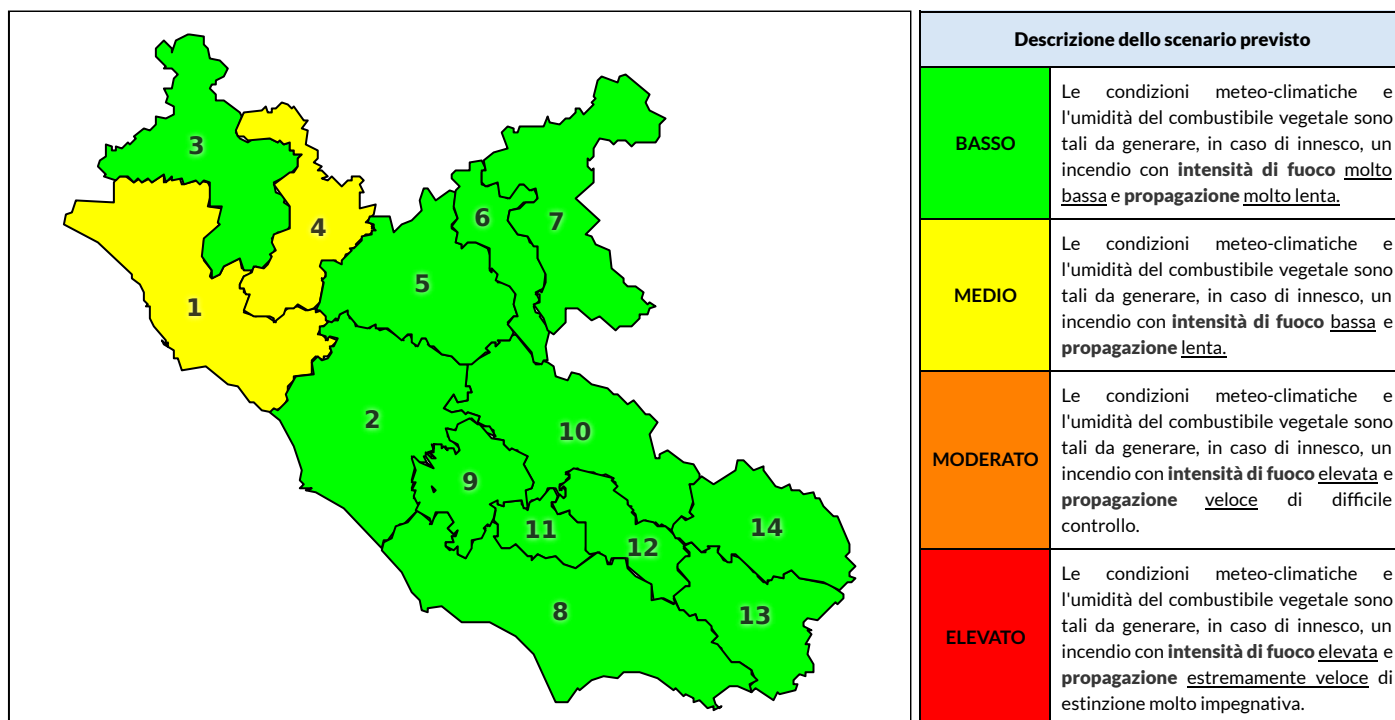 3
4
6
7
5
1
2
10
9
11
12
14
8
13
Descrizione dello scenario previsto
BASSO
Le condizioni meteo-climatiche e
l'umidità del combustibile vegetale sono
tali da generare, in caso di innesco, un
incendio con intensità di fuoco molto
bassa e propagazione molto lenta.
MEDIO
Le condizioni meteo-climatiche e
l'umidità del combustibile vegetale sono
tali da generare, in caso di innesco, un
incendio con intensità di fuoco bassa e
propagazione lenta.
MODERATO
Le condizioni meteo-climatiche e
l'umidità del combustibile vegetale sono
tali da generare, in caso di innesco, un
incendio con intensità di fuoco elevata e
propagazione veloce di difficile
controllo.
ELEVATO
Le condizioni meteo-climatiche e
l'umidità del combustibile vegetale sono
tali da generare, in caso di innesco, un
incendio con intensità di fuoco elevata e
propagazione estremamente veloce di
estinzione molto impegnativa.